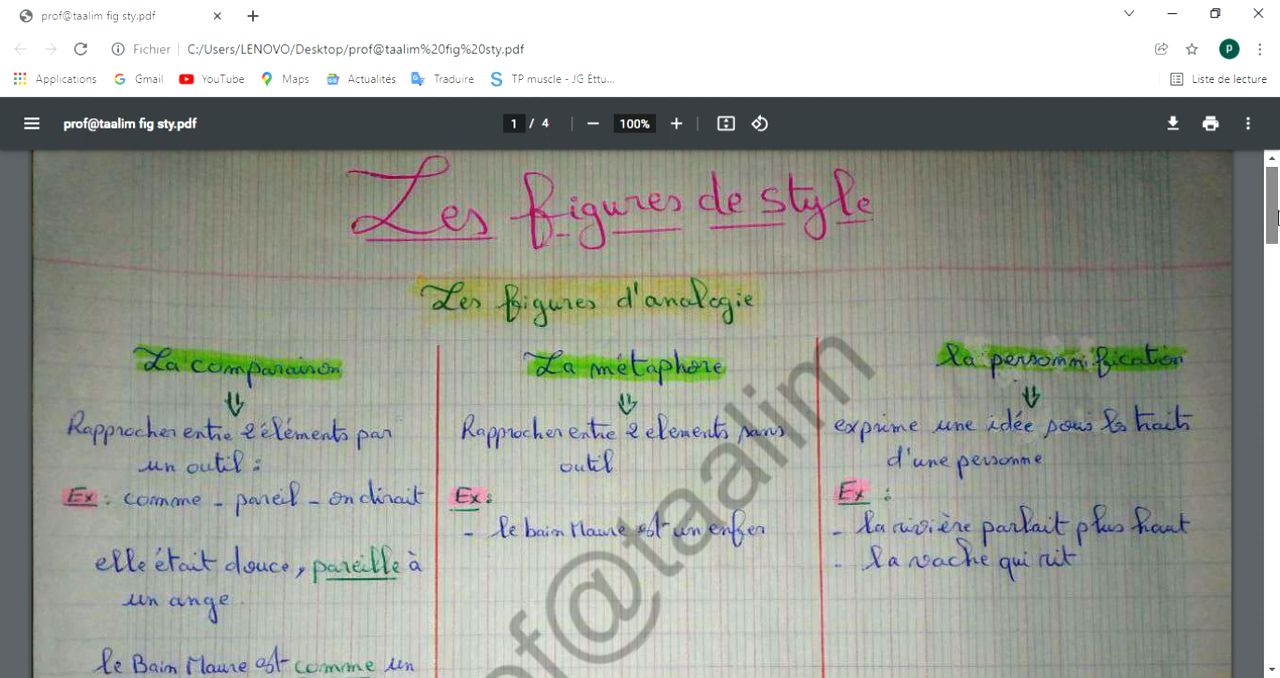 prof@taalim fig sty.pdf
Fichier
C:/Users/LENOVO/Desktop/prof@taalim%20fig%20sty.pdf
P
Applications
Gmail
YouTube
Maps
Actualités
Traduire
TP muscle - JG Ëttu...
Liste de lecture
prof@taalim fig sty.pdf
1 / 4
100%
Les figures de style
Les figures d'analogie
La comparaison
Rapprocher entre 2 éléments par
un outil :
Ex : comme - pareil - on dirait
elle était douce, pareille à
un ange.
le Bain Maure est comme un
La métaphore
Rapprocher entre 2 elements sans
outil
Ex :
- le bain Maure est un enfer
la personnification
exprime une idée sous les traits
d'une personne
Ex :
- la rivière parlait plus haut
- la vache qui rit
of@taalim